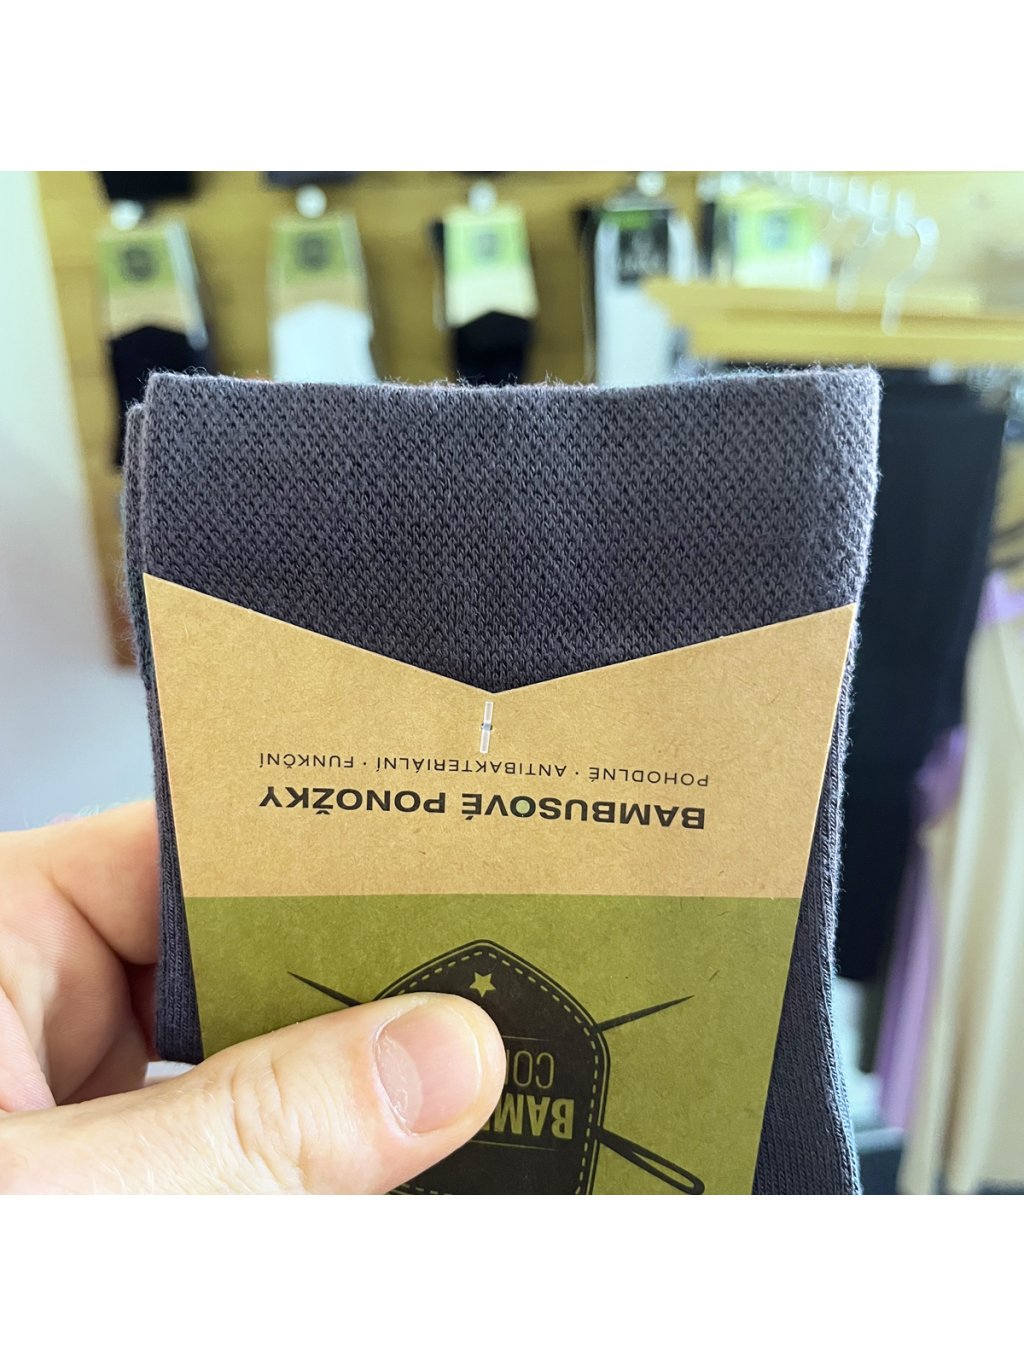 BAMBUSOVÉ PONOŽKY
POHODLNÉ · ANTIBAKTERIÁLNÍ · FUNKČNÍ